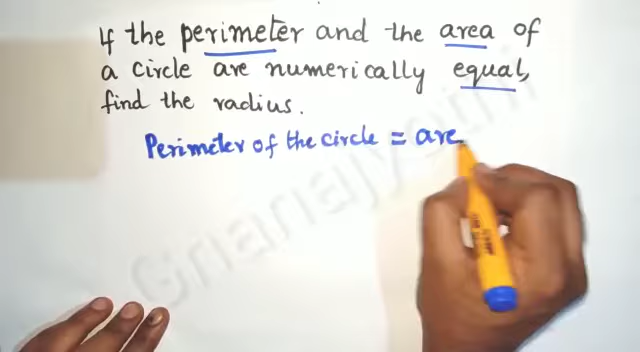 If the perimeter and the area of
a circle are numerically equal,
find the radius.
Perimeter of the circle = are
Gnanajyothi